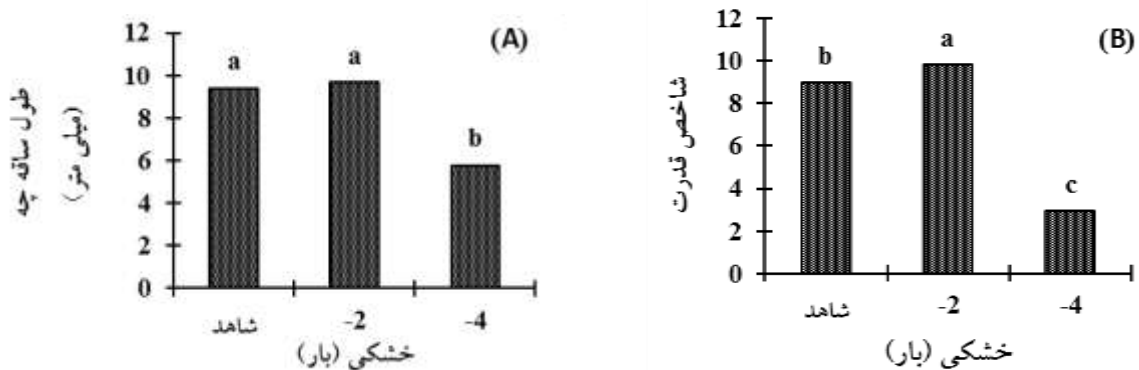 (A)
طول ساقه چه
(میلی متر)
12
10
8
6
4
2
0
a
a
b
شاهد
-2
-4
خشکی (بار)
(B)
شاخص قدرت
12
10
8
6
4
2
0
b
a
c
شاهد
-2
-4
خشکی (بار)